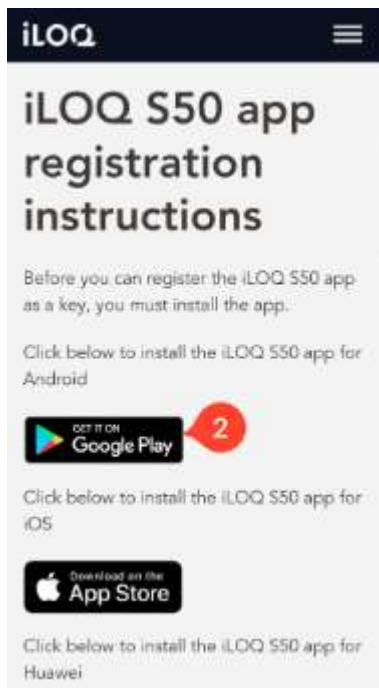 iLOQ
iLOQ S50 app
registration
instructions
Before you can register the iLOQ S50 app
as a key, you must install the app.
Click below to install the iLOQ S50 app for
Android
GET IT ON
Google Play
2
Click below to install the iLOQ S50 app for
iOS
Download on the
App Store
Click below to install the iLOQ S50 app for
Huawei